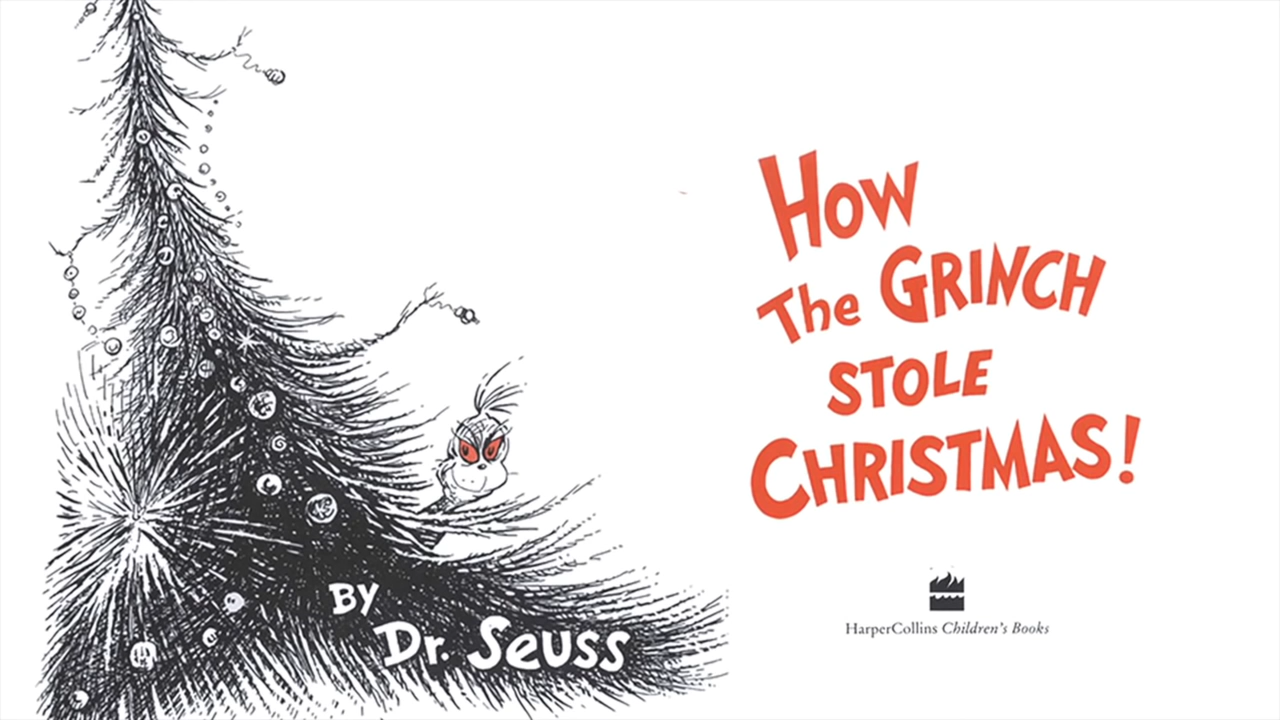 BY
Dr. Seuss
HOW
The GRINCH
STOLE
CHRISTMAS!
HarperCollins Children's Books